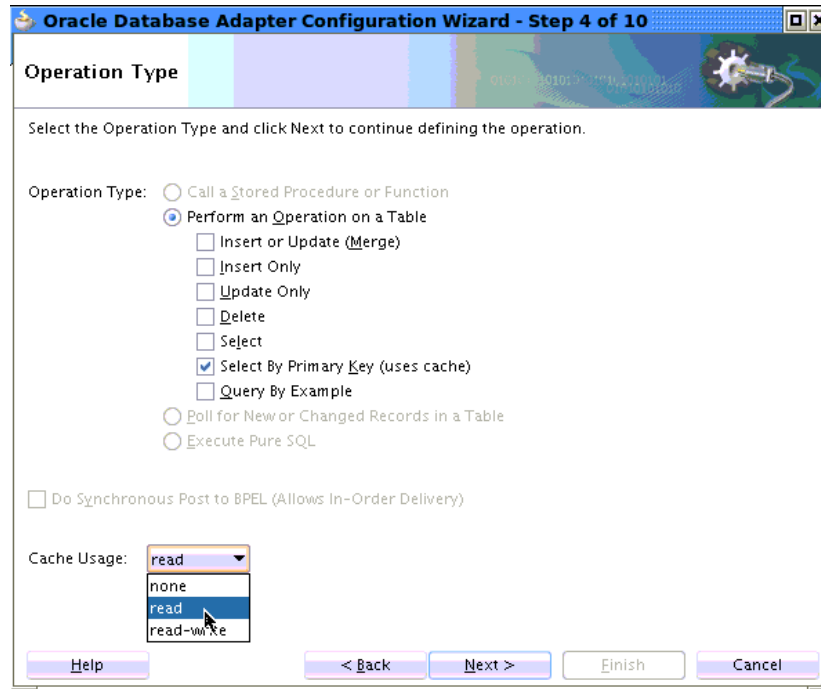 Oracle Database Adapter Configuration Wizard - Step 4 of 10
Operation Type
Select the Operation Type and click Next to continue defining the operation.
Operation Type:
Call a Stored Procedure or Function
Perform an Operation on a Table
Insert or Update (Merge)
Insert Only
Update Only
Delete
Select
Select By Primary Key (uses cache)
Query By Example
Poll for New or Changed Records in a Table
Execute Pure SQL
Do Synchronous Post to BPEL (Allows In-Order Delivery)
Cache Usage: read
none
read
read-write
Help < Back Next > Finish Cancel